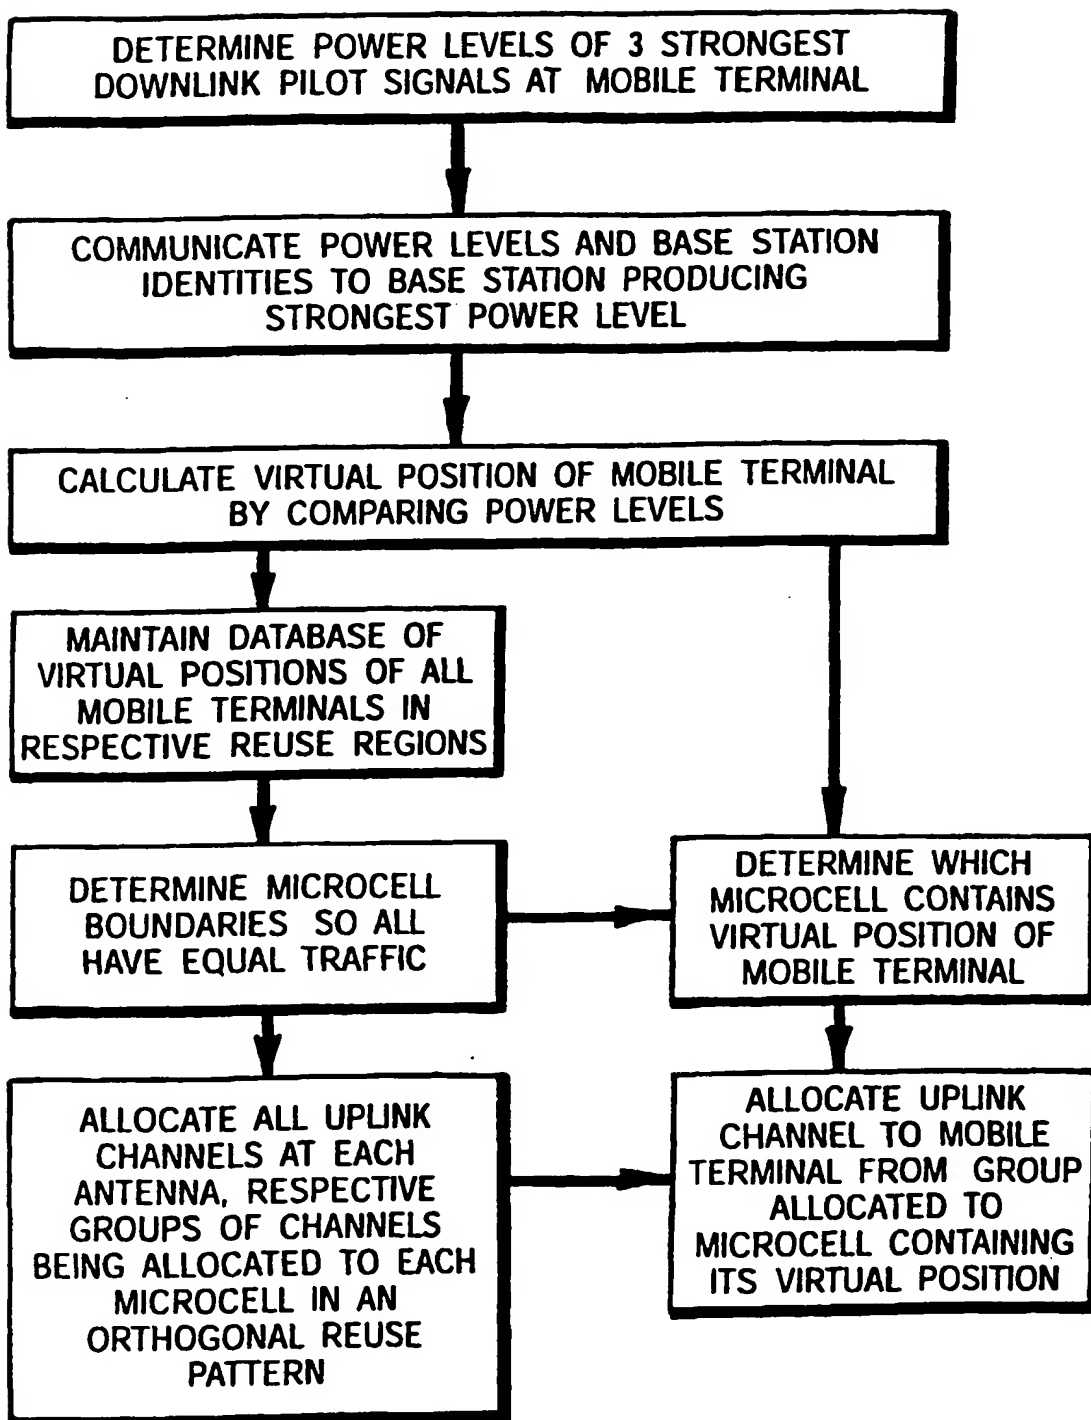 DETERMINE POWER LEVELS OF 3 STRONGEST
DOWNLINK PILOT SIGNALS AT MOBILE TERMINAL
COMMUNICATE POWER LEVELS AND BASE STATION
IDENTITIES TO BASE STATION PRODUCING
STRONGEST POWER LEVEL
CALCULATE VIRTUAL POSITION OF MOBILE TERMINAL
BY COMPARING POWER LEVELS
MAINTAIN DATABASE OF
VIRTUAL POSITIONS OF ALL
MOBILE TERMINALS IN
RESPECTIVE REUSE REGIONS
DETERMINE MICROCELL
BOUNDARIES SO ALL
HAVE EQUAL TRAFFIC
DETERMINE WHICH
MICROCELL CONTAINS
VIRTUAL POSITION OF
MOBILE TERMINAL
ALLOCATE ALL UPLINK
CHANNELS AT EACH
ANTENNA, RESPECTIVE
GROUPS OF CHANNELS
BEING ALLOCATED TO EACH
MICROCELL IN AN
ORTHOGONAL REUSE
PATTERN
ALLOCATE UPLINK
CHANNEL TO MOBILE
TERMINAL FROM GROUP
ALLOCATED TO
MICROCELL CONTAINING
ITS VIRTUAL POSITION